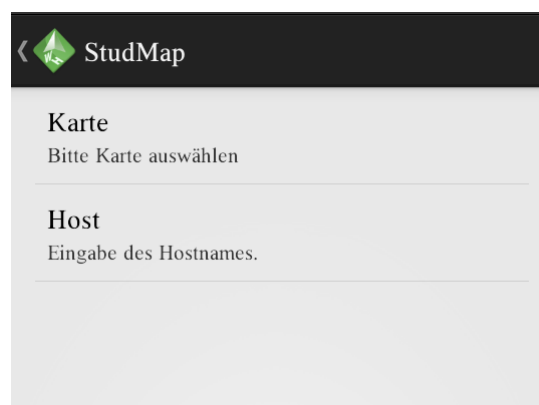 StudMap
Karte
Bitte Karte auswählen
Host
Eingabe des Hostnames.